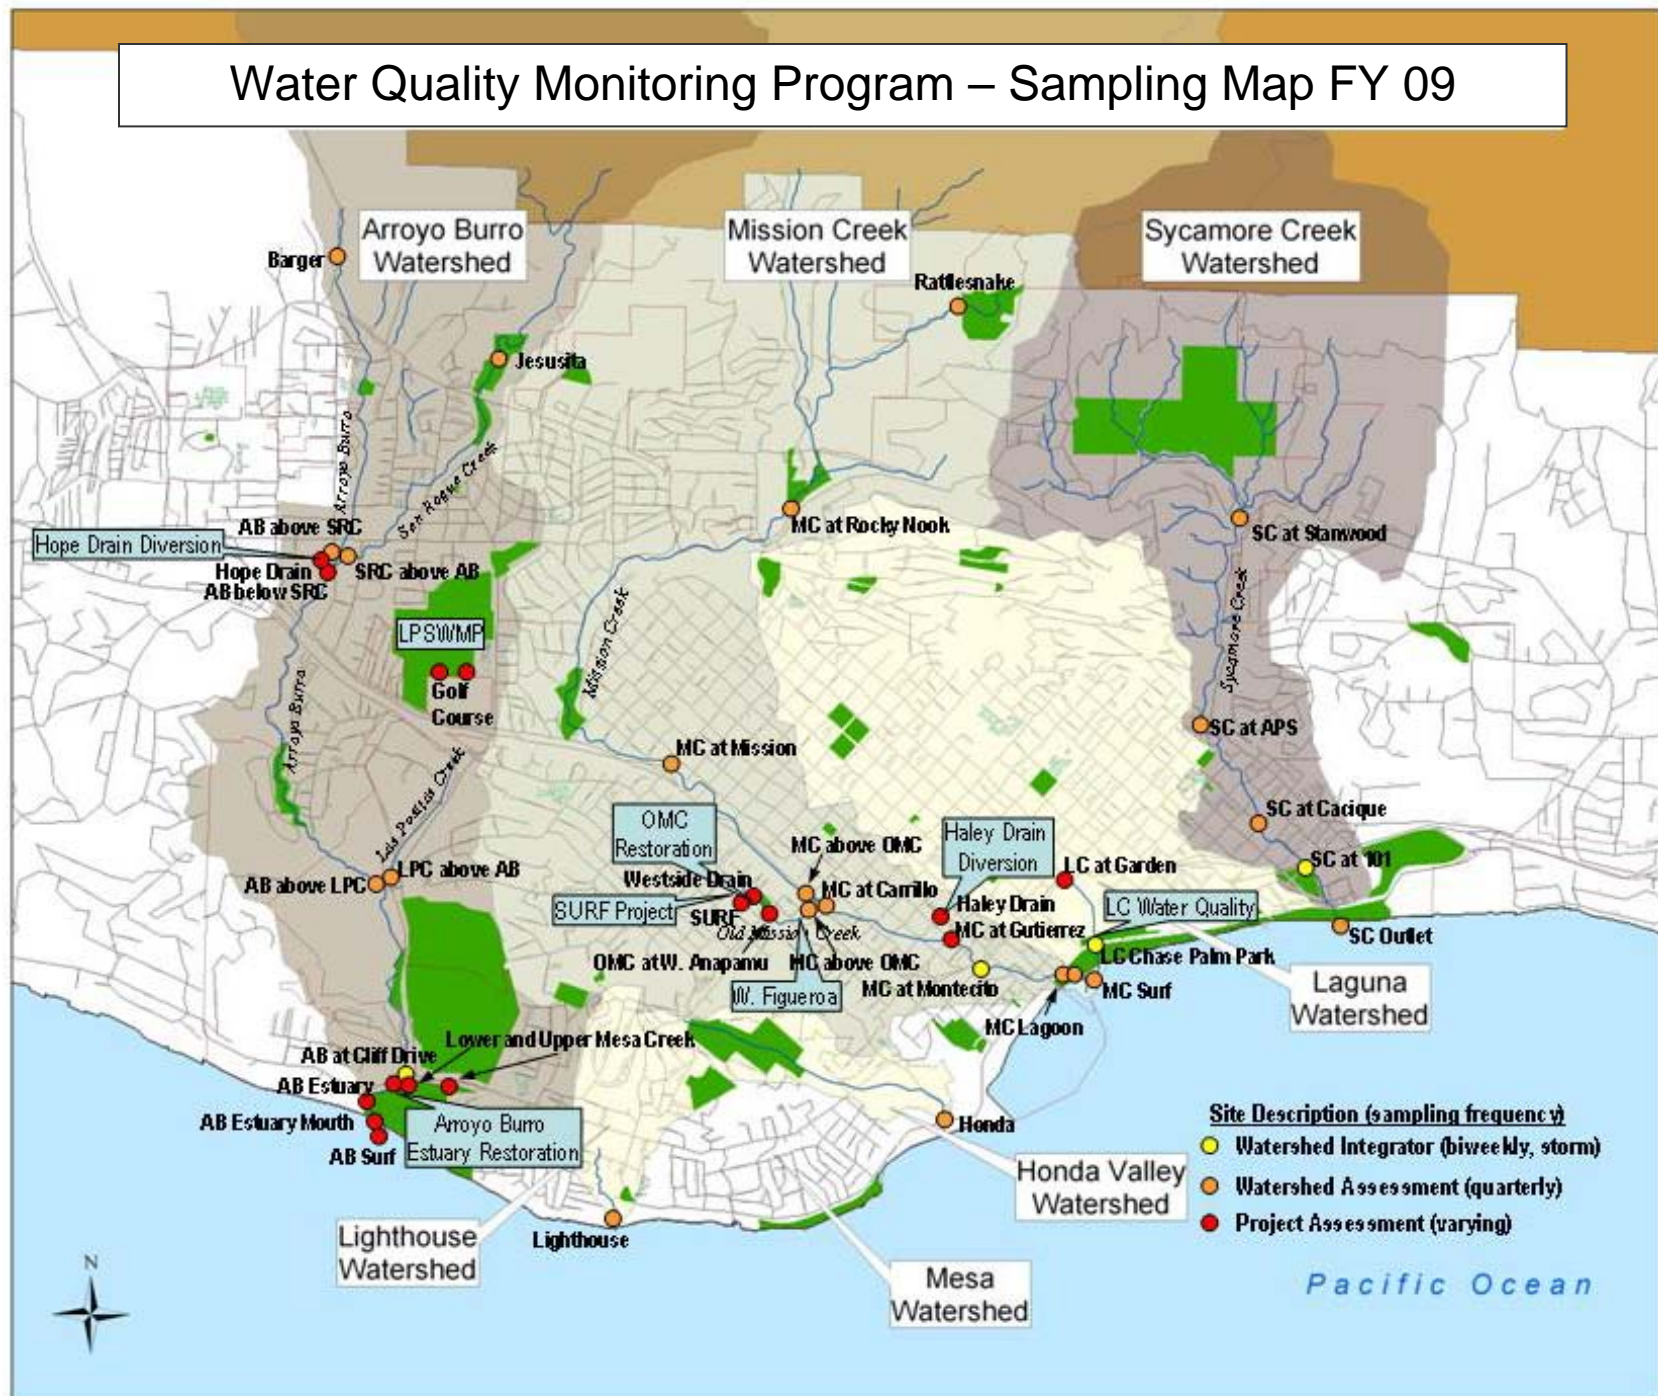 Water Quality Monitoring Program – Sampling Map FY 09
Arroyo Burro
Watershed
Mission Creek
Watershed
Sycamore Creek
Watershed
Barger
Rattlesnake
Jesusita
Arroyo Burro
San Roque Creek
MC at Rocky Nook
SC at Stanwood
AB above SRC
Hope Drain Diversion
Hope Drain
SRC above AB
AB below SRC
LPSWMP
Golf
Course
Mission Creek
Sycamore Creek
Arroyo Burro
SC at APS
MC at Mission
Las Positas Creek
SC at Cacique
OMC
Restoration
MC above OMC
Haley Drain
Diversion
LC at Garden
SC at 101
AB above LPC
LPC above AB
Westside Drain
MC at Carrillo
SURF Project
SURF
Haley Drain
LC Water Quality
Old Mission Creek
MC at Gutierrez
SC Outlet
OMC at W. Anapamu
MC above OMC
LC Chase Palm Park
W. Figueroa
MC at Montecito
MC Surf
Laguna
Watershed
MC Lagoon
AB at Cliff Drive
Lower and Upper Mesa Creek
AB Estuary
AB Estuary Mouth
Arroyo Burro
Estuary Restoration
AB Surf
Honda
Site Description (sampling frequency)
Watershed Integrator (biweekly, storm)
Watershed Assessment (quarterly)
Project Assessment (varying)
Honda Valley
Watershed
Lighthouse
Watershed
Lighthouse
Mesa
Watershed
Pacific Ocean
N